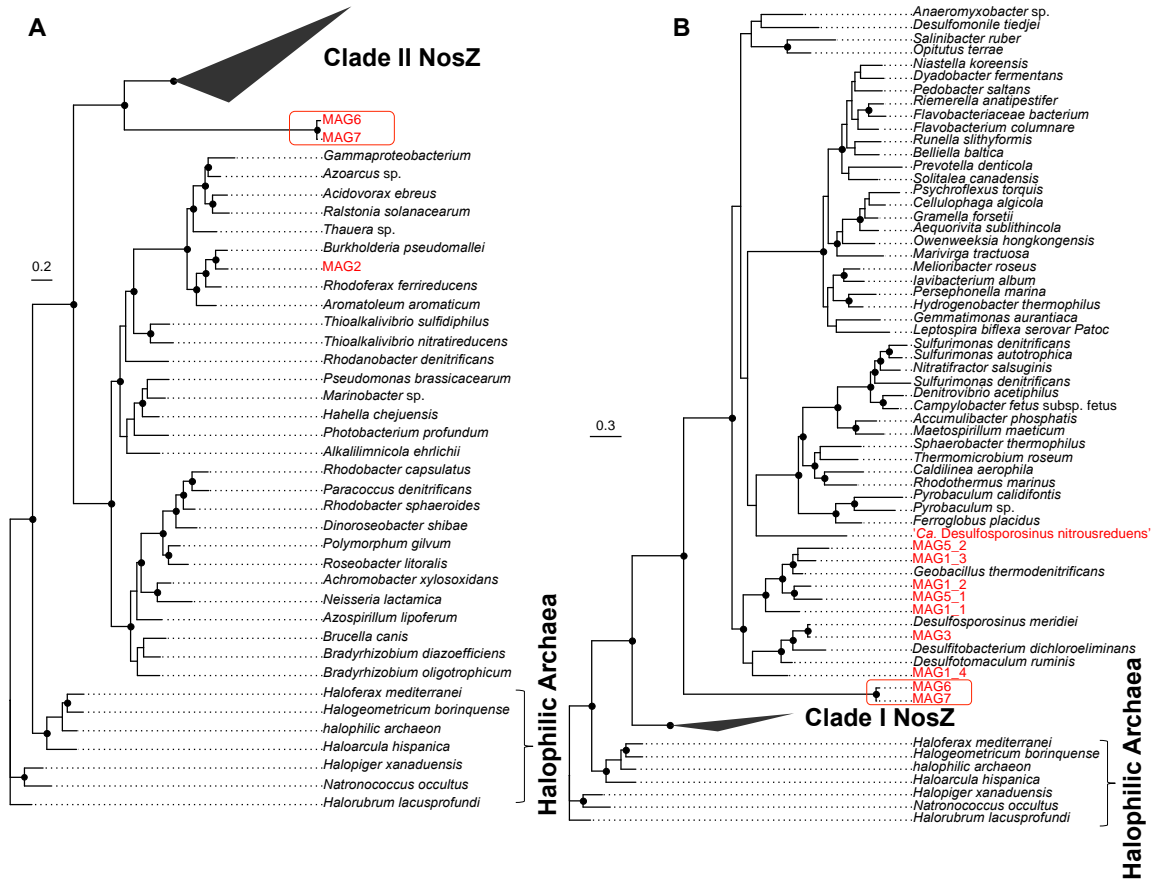 A
Clade II NosZ
MAG6
MAG7
Gammaproteobacterium
Azoarcus sp.
Acidovorax ebreus
Ralstonia solanacearum
Thauera sp.
Burkholderia pseudomallei
0.2
MAG2
Rhodoferax ferrireducens
Aromatoleum aromaticum
Thioalkalivibrio sulfidiphilus
Thioalkalivibrio nitratireducens
Rhodanobacter denitrificans
Pseudomonas brassicacearum
Marinobacter sp.
Hahella chejuensis
Photobacterium profundum
Alkalilimnicola ehrlichii
Rhodobacter capsulatus
Paracoccus denitrificans
Rhodobacter sphaeroides
Dinoroseobacter shibae
Polymorphum gilvum
Roseobacter litoralis
Achromobacter xylosoxidans
Neisseria lactamica
Azospirillum lipoferum
Brucella canis
Bradyrhizobium diazoefficiens
Bradyrhizobium oligotrophicum
Haloferax mediterranei
Halogeometricum borinquense
halophilic archaeon
Haloarcula hispanica
Halopiger xanaduensis
Natronococcus occultus
Halorubrum lacusprofundi
Halophilic Archaea
B
Anaeromyxobacter sp.
Desulfomonile tiedjei
Salinibacter ruber
Opitutus terrae
Niastella koreensis
Dyadobacter fermentans
Pedobacter saltans
Riemerella anatipestifer
Flavobacteriaceae bacterium
Flavobacterium columnare
Runella slithyformis
Belliella baltica
Prevotella denticola
Solitalea canadensis
Psychroflexus torquis
Cellulophaga algicola
Gramella forsetii
Aequorivita sublithincola
Owenweeksia hongkongensis
Marivirga tractuosa
Melioribacter roseus
Iavibacterium album
Persephonella marina
Hydrogenobacter thermophilus
Gemmatimonas aurantiaca
Leptospira biflexa serovar Patoc
Sulfurimonas denitrificans
Sulfurimonas autotrophica
Nitratifractor salsuginis
Sulfurimonas denitrificans
Denitrovibrio acetiphilus
Campylobacter fetus subsp. fetus
0.3
Accumulibacter phosphatis
Maetospirillum maeticum
Sphaerobacter thermophilus
Thermomicrobium roseum
Caldilinea aerophila
Rhodothermus marinus
Pyrobaculum calidifontis
Pyrobaculum sp.
Ferroglobus placidus
'Ca. Desulfosporosinus nitrousreduens'
MAG5_2
MAG1_3
Geobacillus thermodenitrificans
MAG1_2
MAG5_1
MAG1_1
Desulfosporosinus meridiei
MAG3
Desulfitobacterium dichloroeliminans
Desulfotomaculum ruminis
MAG1_4
MAG6
MAG7
Clade I NosZ
Haloferax mediterranei
Halogeometricum borinquense
halophilic archaeon
Haloarcula hispanica
Halopiger xanaduensis
Natronococcus occultus
Halorubrum lacusprofundi
Halophilic Archaea